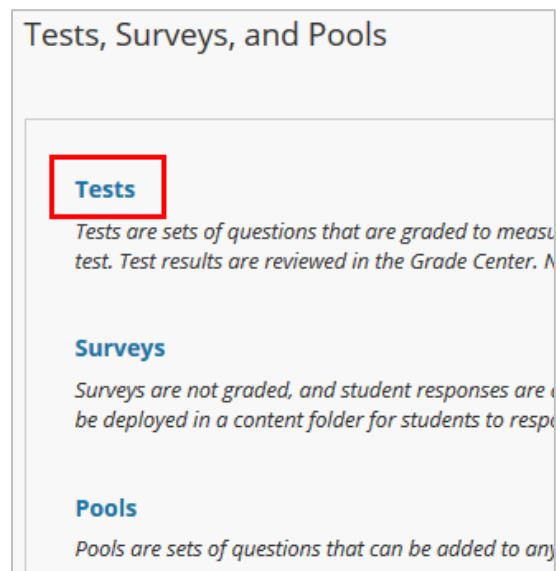 Tests, Surveys, and Pools
Tests
Tests are sets of questions that are graded to measu
test. Test results are reviewed in the Grade Center. N
Surveys
Surveys are not graded, and student responses are
be deployed in a content folder for students to respo
Pools
Pools are sets of questions that can be added to any